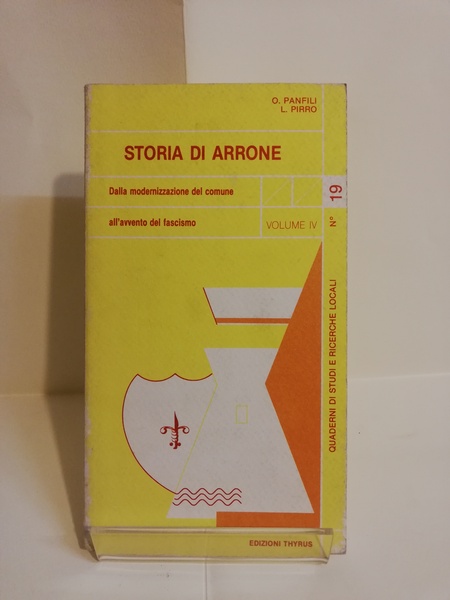 O. PANFILI
L. PIRRO
STORIA DI ARRONE
Dalla modernizzazione del comune
all'avvento del fascismo
VOLUME IV
N° 19
QUADERNI DI STUDI E RICERCHE LOCALI
EDIZIONI THYRUS